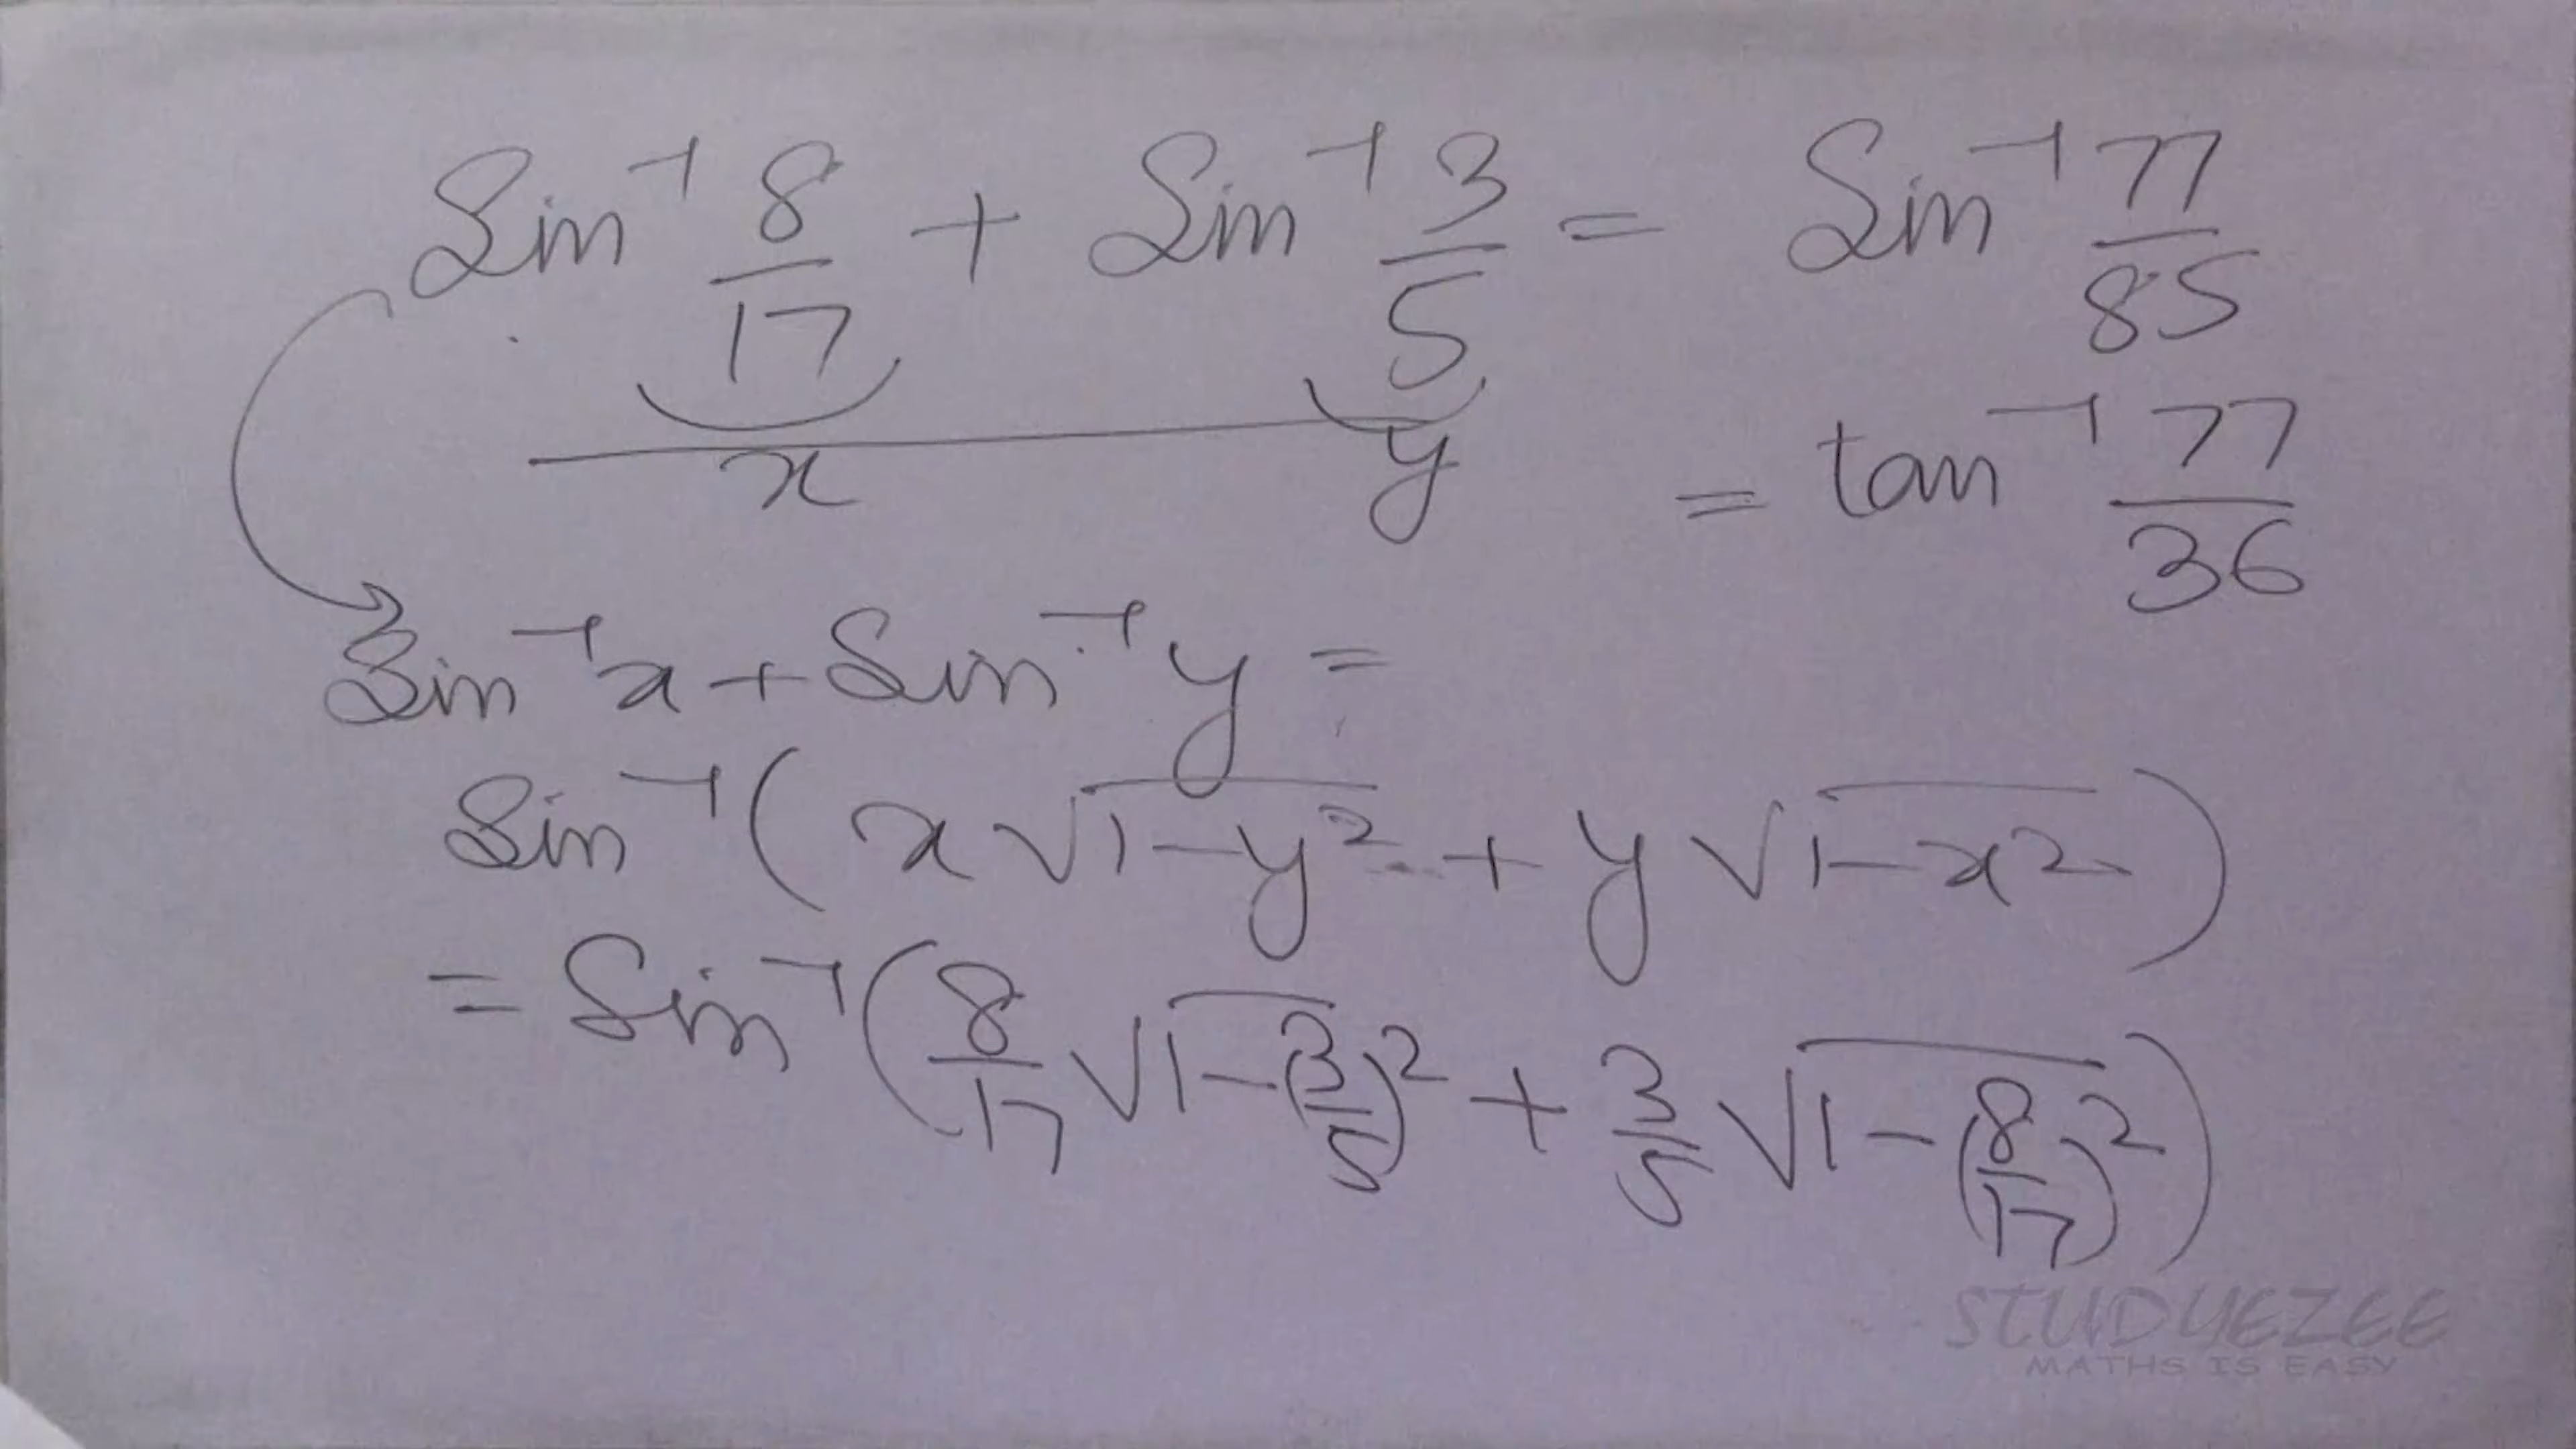 Sin⁻¹ 8/17 + Sin⁻¹ 3/5 = Sin⁻¹ 77/85
x y
= tan⁻¹ 77/36
Sin⁻¹x + Sin⁻¹y =
Sin⁻¹(x√1-y² + y√1-x²)
= Sin⁻¹(8/17 √1-(3/5)² + 3/5 √1-(8/17)²)
STUDYEZEE
MATHS IS EASY